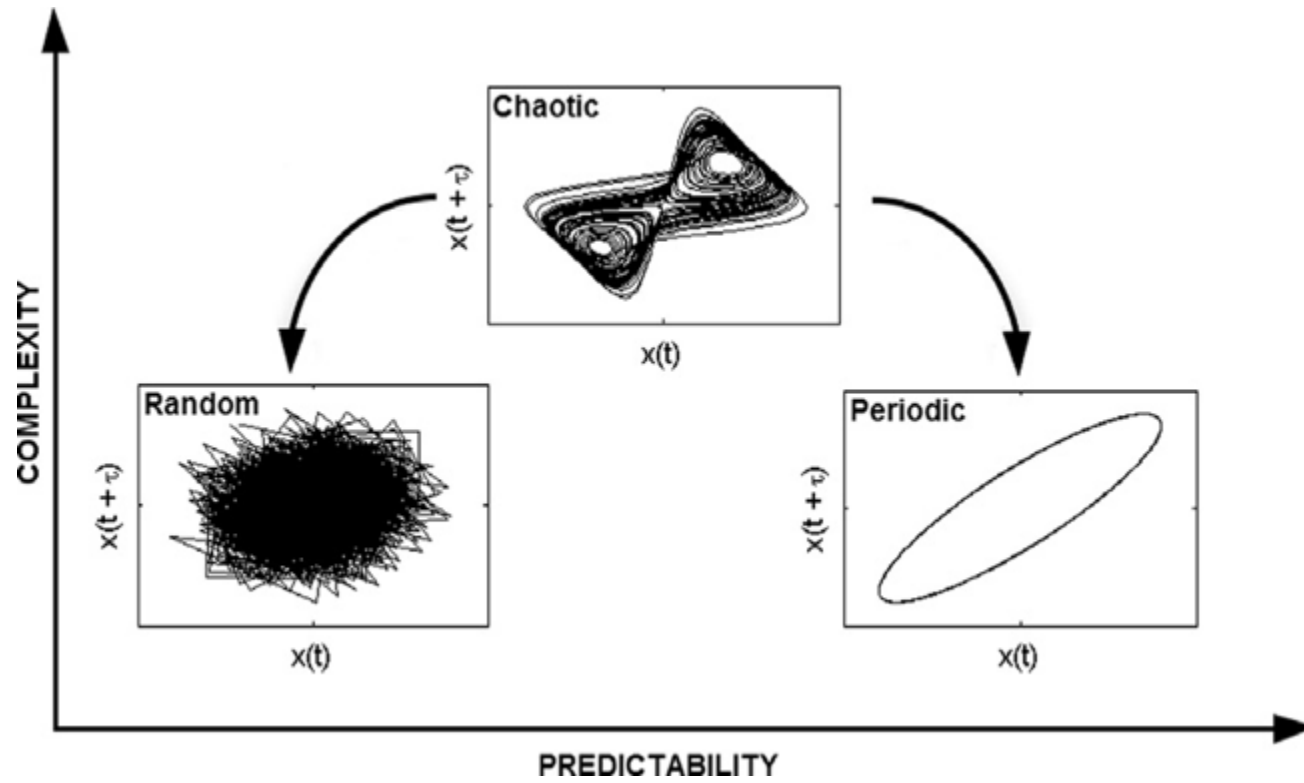 COMPLEXITY
Chaotic
x(t + τ)
x(t)
Random
x(t + τ)
x(t)
Periodic
x(t + τ)
x(t)
PREDICTABILITY